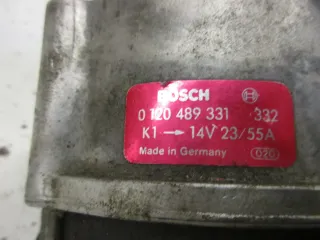 BOSCH
0 120 489 331 332
K1 → 14V 23/55A
Made in Germany 020